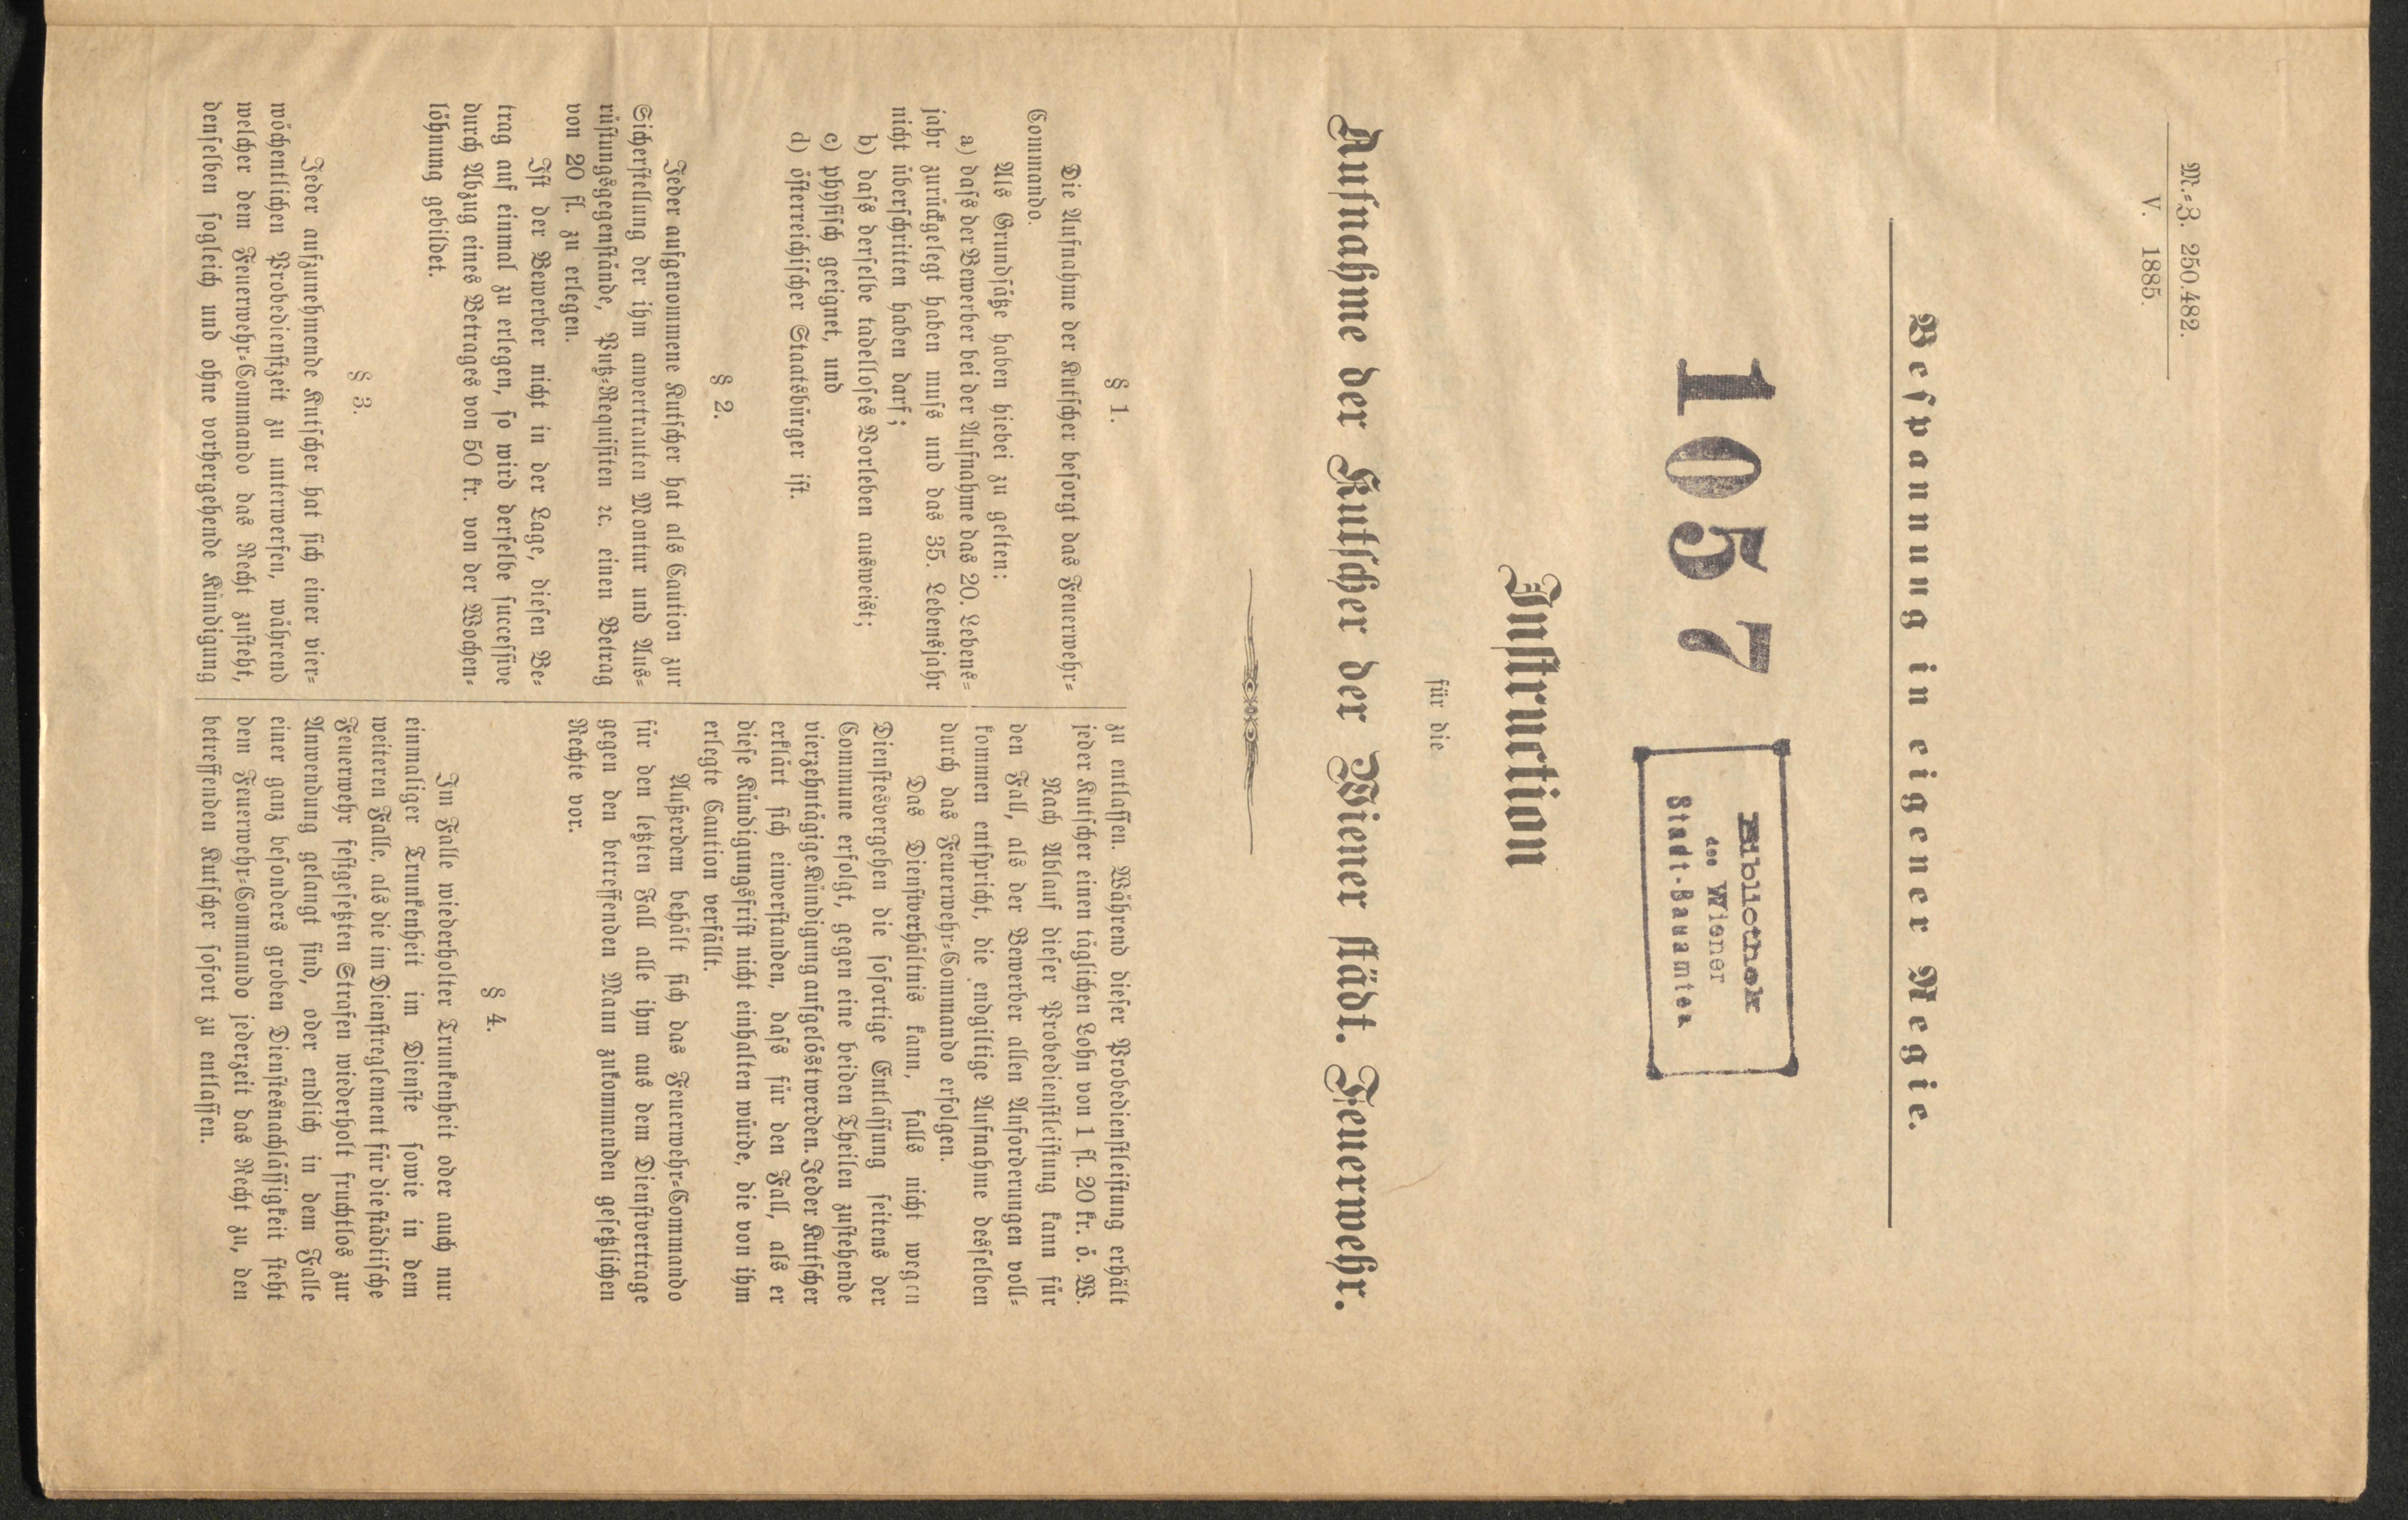 M.-Z. 250.482.
V. 1885.
Bespannung in eigener Regie.
1057
Bibliothek
des Wiener
Stadt-Bauamtes
Instruction
für die
Aufnahme der Kutscher der Wiener städt. Feuerwehr.
§ 1.
Die Aufnahme der Kutscher besorgt das Feuerwehr-
Commando.
Als Grundsätze haben hiebei zu gelten:
a) dass der Bewerber bei der Aufnahme das 20. Lebens-
jahr zurückgelegt haben muss und das 35. Lebensjahr
nicht überschritten haben darf;
b) dass derselbe tadelloses Vorleben ausweist;
c) physisch geeignet, und
d) österreichischer Staatsbürger ist.
§ 2.
Jeder aufgenommene Kutscher hat als Caution zur
Sicherstellung der ihm anvertrauten Montur und Aus-
rüstungsgegenstände, Putz-Requisiten ꝛc. einen Betrag
von 20 fl. zu erlegen.
Ist der Bewerber nicht in der Lage, diesen Be-
trag auf einmal zu erlegen, so wird derselbe successive
durch Abzug eines Betrages von 50 kr. von der Wochen-
löhnung gebildet.
§ 3.
Jeder aufzunehmende Kutscher hat sich einer vier-
wöchentlichen Probedienstzeit zu unterwerfen, während
welcher dem Feuerwehr-Commando das Recht zusteht,
denselben sogleich und ohne vorhergehende Kündigung
zu entlassen. Während dieser Probedienstleistung erhält
jeder Kutscher einen täglichen Lohn von 1 fl. 20 kr. ö. W.
Nach Ablauf dieser Probedienstleistung kann für
den Fall, als der Bewerber allen Anforderungen voll-
kommen entspricht, die endgiltige Aufnahme desselben
durch das Feuerwehr-Commando erfolgen.
Das Dienstverhältnis kann, falls nicht wegen
Dienstesvergehen die sofortige Entlassung seitens der
Commune erfolgt, gegen eine beiden Theilen zustehende
vierzehntägige Kündigung aufgelöst werden. Jeder Kutscher
erklärt sich einverstanden, dass für den Fall, als er
diese Kündigungsfrist nicht einhalten würde, die von ihm
erlegte Caution verfällt.
Außerdem behält sich das Feuerwehr-Commando
für den letzten Fall alle ihm aus dem Dienstvertrage
gegen den betreffenden Mann zukommenden gesetzlichen
Rechte vor.
§ 4.
Im Falle wiederholter Trunkenheit oder auch nur
einmaliger Trunkenheit im Dienste sowie in dem
weiteren Falle, als die im Dienstreglement für die städtische
Feuerwehr festgesetzten Strafen wiederholt fruchtlos zur
Anwendung gelangt sind, oder endlich in dem Falle
einer ganz besonders groben Dienstesnachlässigkeit steht
dem Feuerwehr-Commando jederzeit das Recht zu, den
betreffenden Kutscher sofort zu entlassen.